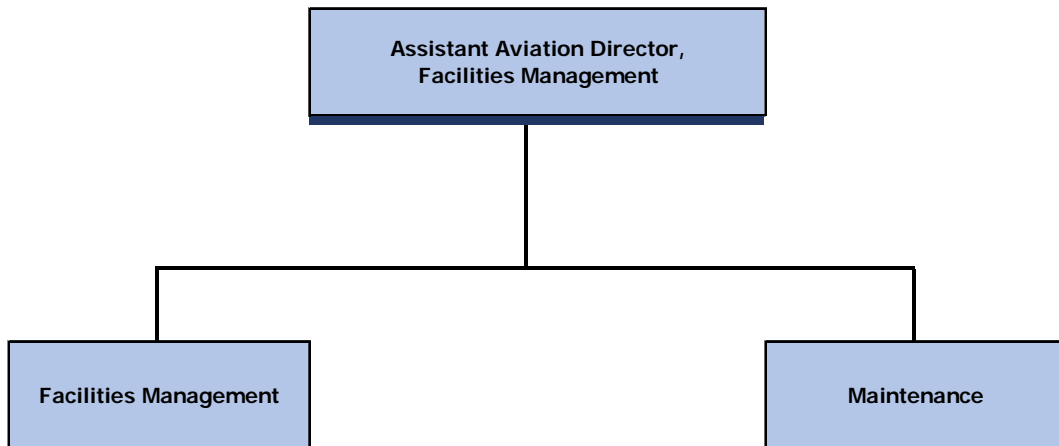 Assistant Aviation Director,
Facilities Management
Facilities Management
Maintenance